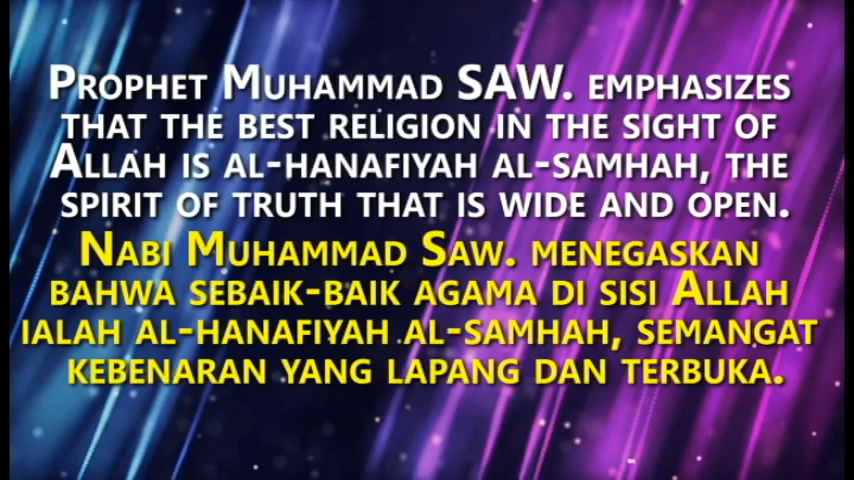 Prophet Muhammad SAW. emphasizes
that the best religion in the sight of
Allah is al-hanafiyah al-samhah, the
spirit of truth that is wide and open.
Nabi Muhammad Saw. menegaskan
bahwa sebaik-baik agama di sisi Allah
ialah al-hanafiyah al-samhah, semangat
kebenaran yang lapang dan terbuka.